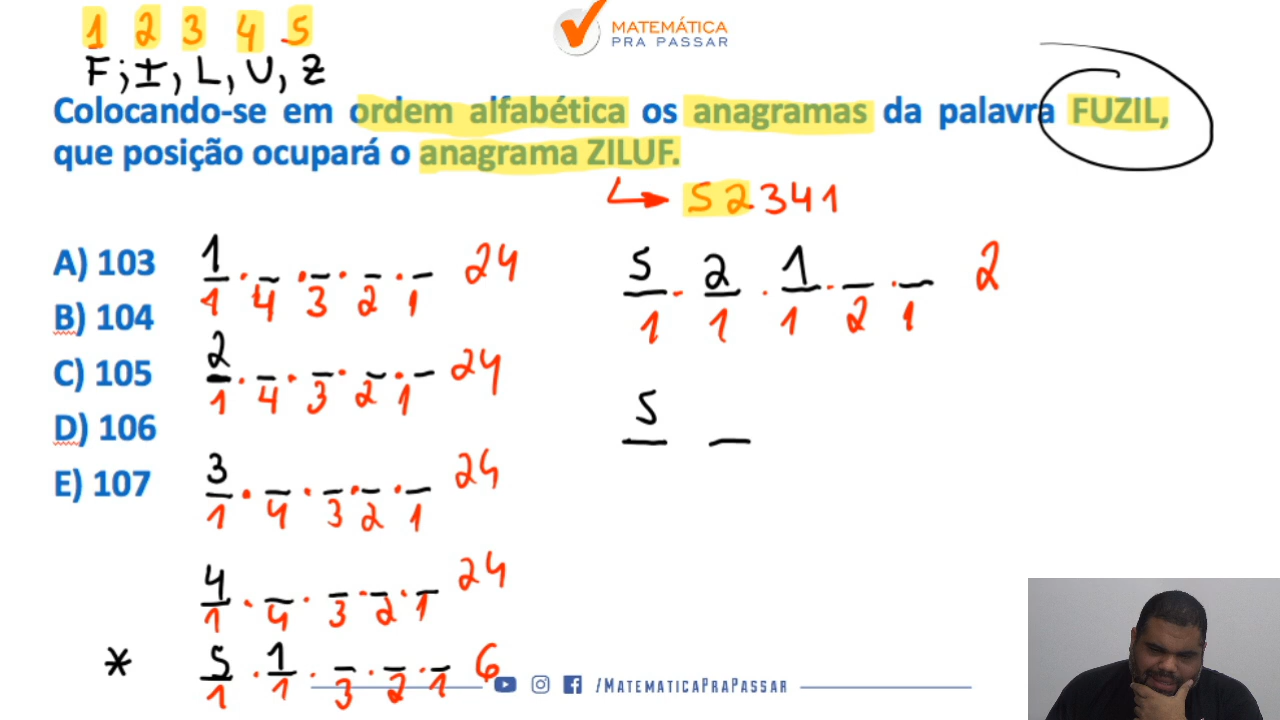 1 2 3 4 5
F, I, L, U, Z
MATEMÁTICA
PRA PASSAR
Colocando-se em ordem alfabética os anagramas da palavra FUZIL,
que posição ocupará o anagrama ZILUF.
52341
A) 103
B) 104
C) 105
D) 106
E) 107
1
1 · 4 · 3 · 2 · 1 24
2
1 · 4 · 3 · 2 · 1 24
3
1 · 4 · 3 · 2 · 1 24
4
1 · 4 · 3 · 2 · 1 24
* 5 1
1 · 1 · 3 · 2 · 1 6
5 2 1
1 · 1 · 1 · 2 · 1 2
5
/MATEMATICAPRAPASSAR